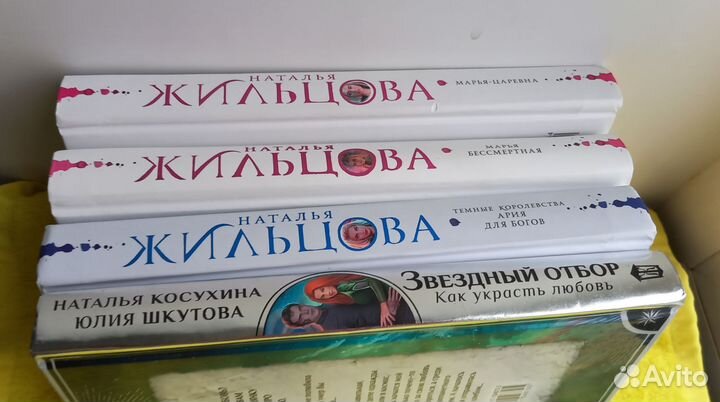 НАТАЛЬЯ
ЖИЛЬЦОВА
МАРЬЯ-ЦАРЕВНА
НАТАЛЬЯ
ЖИЛЬЦОВА
МАРЬЯ
БЕССМЕРТНАЯ
НАТАЛЬЯ
ЖИЛЬЦОВА
ТЕМНЫЕ КОРОЛЕВСТВА
АРИЯ
ДЛЯ БОГОВ
НАТАЛЬЯ КОСУХИНА
ЮЛИЯ ШКУТОВА
ЗВЕЗДНЫЙ ОТБОР
Как украсть любовь
Avito